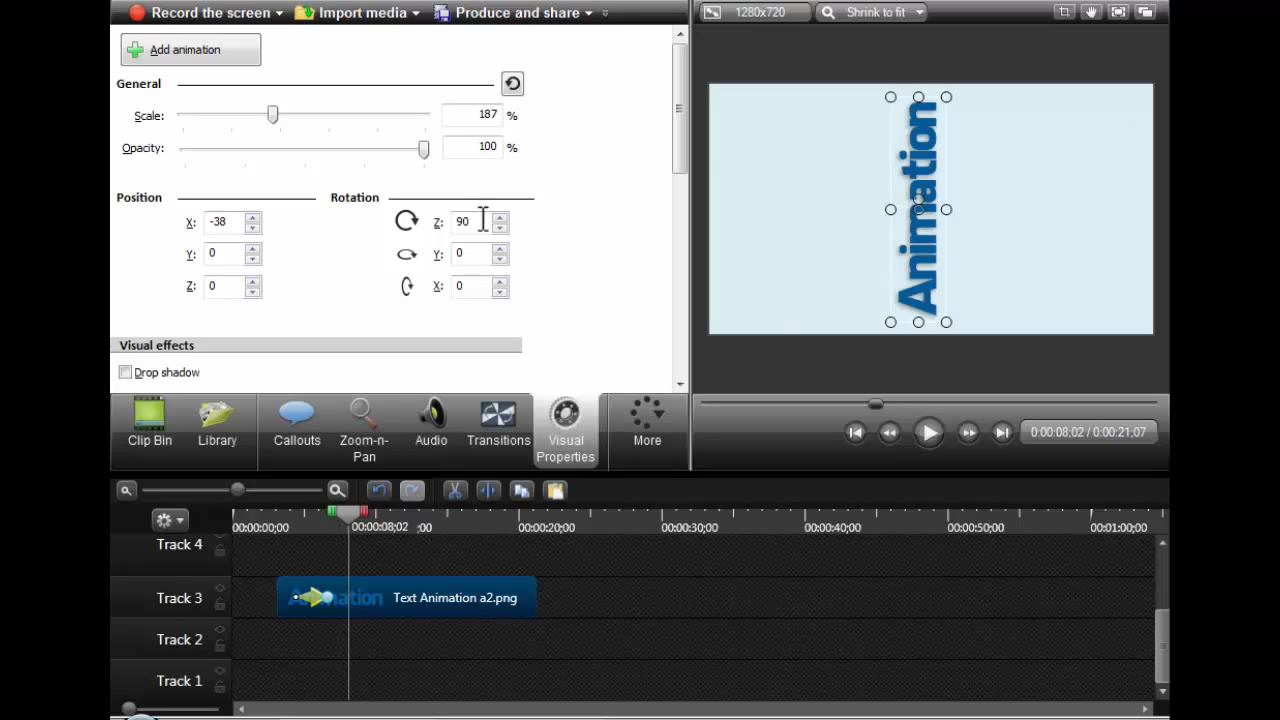 Record the screen Import media Produce and share
1280x720 Shrink to fit
Add animation
General
Scale: 187 %
Opacity: 100 %
Position Rotation
X: -38 Z: 90
Y: 0 Y: 0
Z: 0 X: 0
Visual effects
Drop shadow
Animation
Clip Bin Library Callouts Zoom-n-Pan Audio Transitions Visual Properties More
0:00:08;02 / 0:00:21;07
00:00:00;00 00:00:08;02 ;00 00:00:20;00 00:00:30;00 00:00:40;00 00:00:50;00 00:01:00;00
Track 4
Track 3 Animation Text Animation a2.png
Track 2
Track 1